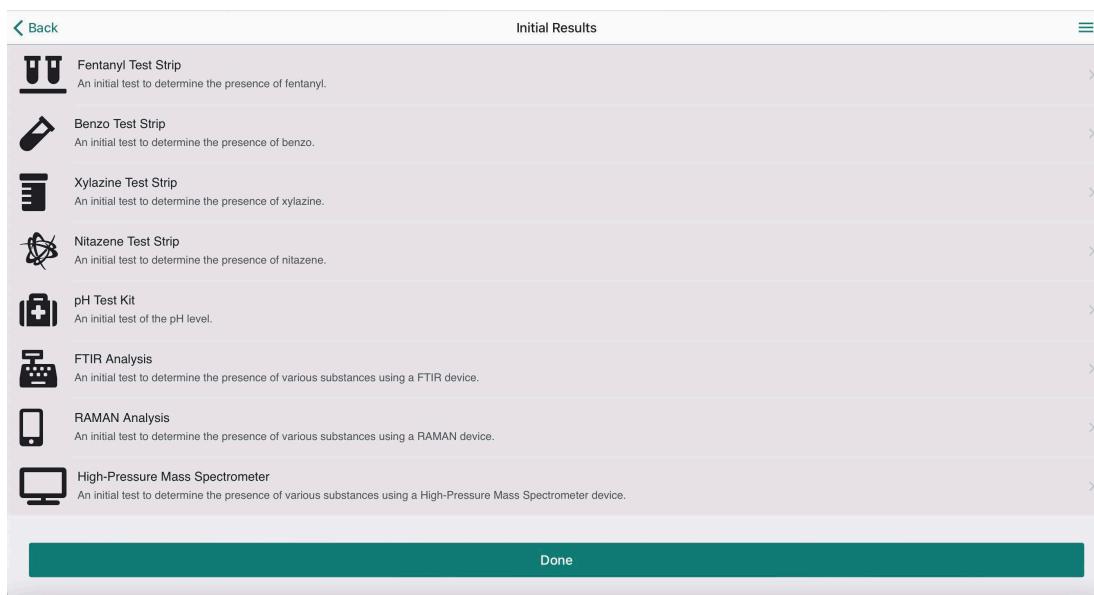 Back
Initial Results
Fentanyl Test Strip
An initial test to determine the presence of fentanyl.
Benzo Test Strip
An initial test to determine the presence of benzo.
Xylazine Test Strip
An initial test to determine the presence of xylazine.
Nitazene Test Strip
An initial test to determine the presence of nitazene.
pH Test Kit
An initial test of the pH level.
FTIR Analysis
An initial test to determine the presence of various substances using a FTIR device.
RAMAN Analysis
An initial test to determine the presence of various substances using a RAMAN device.
High-Pressure Mass Spectrometer
An initial test to determine the presence of various substances using a High-Pressure Mass Spectrometer device.
Done